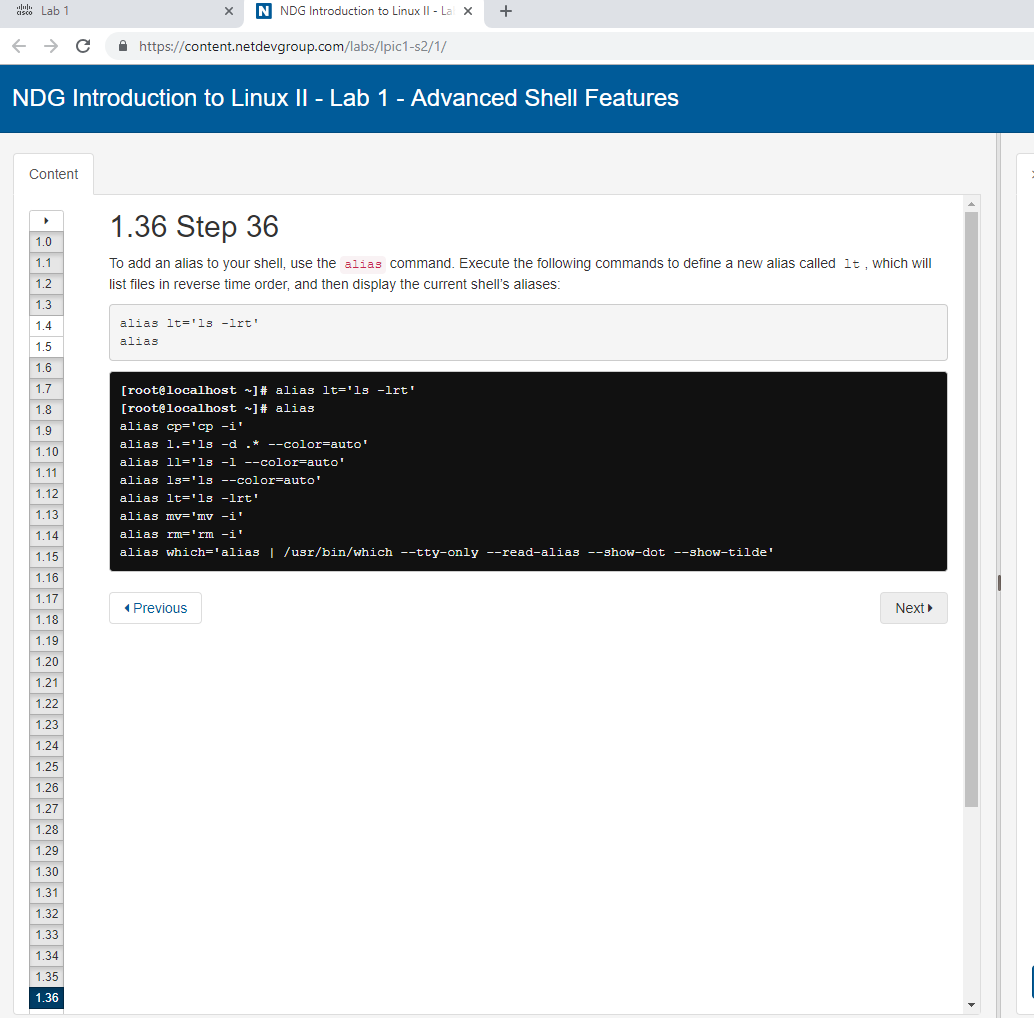 Lab 1
NDG Introduction to Linux II - La
https://content.netdevgroup.com/labs/lpic1-s2/1/
NDG Introduction to Linux II - Lab 1 - Advanced Shell Features
Content
1.0
1.1
1.2
1.3
1.4
1.5
1.6
1.7
1.8
1.9
1.10
1.11
1.12
1.13
1.14
1.15
1.16
1.17
1.18
1.19
1.20
1.21
1.22
1.23
1.24
1.25
1.26
1.27
1.28
1.29
1.30
1.31
1.32
1.33
1.34
1.35
1.36
1.36 Step 36
To add an alias to your shell, use the alias command. Execute the following commands to define a new alias called lt , which will
list files in reverse time order, and then display the current shell's aliases:
alias lt='ls -lrt'
alias
[root@localhost ~]# alias lt='ls -lrt'
[root@localhost ~]# alias
alias cp='cp -i'
alias l.='ls -d .* --color=auto'
alias ll='ls -l --color=auto'
alias ls='ls --color=auto'
alias lt='ls -lrt'
alias mv='mv -i'
alias rm='rm -i'
alias which='alias | /usr/bin/which --tty-only --read-alias --show-dot --show-tilde'
Previous
Next